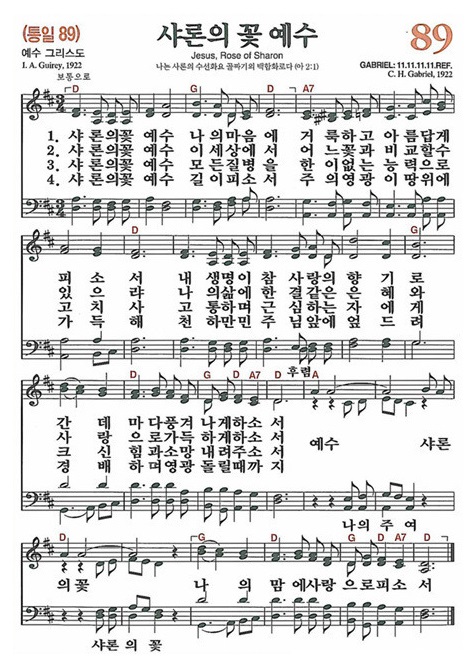 (통일 89)
샤론의 꽃 예수
89
예수 그리스도
Jesus, Rose of Sharon
I. A. Guirey, 1922
나는 샤론의 수선화요 골짜기의 백합화로다 (아 2:1)
GABRIEL: 11.11.11.11.REF.
C. H. Gabriel, 1922
보통으로
D G D A7
1. 샤론의꽃 예수 나의마음에 거룩하고 아름답게
2. 샤론의꽃 예수 이세상에서 어느꽃과 비교할수
3. 샤론의꽃 예수 모든질병을 한이없는 능력으로
4. 샤론의꽃 예수 길이피소서 주의영광 이땅위에
D G
피소서 내생명이 참사랑의 향기로
있으랴 나의삶에 한결같은 은혜와
고치사 고통하며 근심하는 자에게
가득해 천하만민 주님앞에 엎드려
후렴
D G D A7 D A
간데마다 풍겨나게하소서
사랑으로 가득하게하소서
크신힘과 소망내려주소서
경배하며 영광돌릴때까지
예수 샤론
나의 주 여
D G D G D A7 D
의꽃 나의맘에 사랑으로피소서
샤론의 꽃